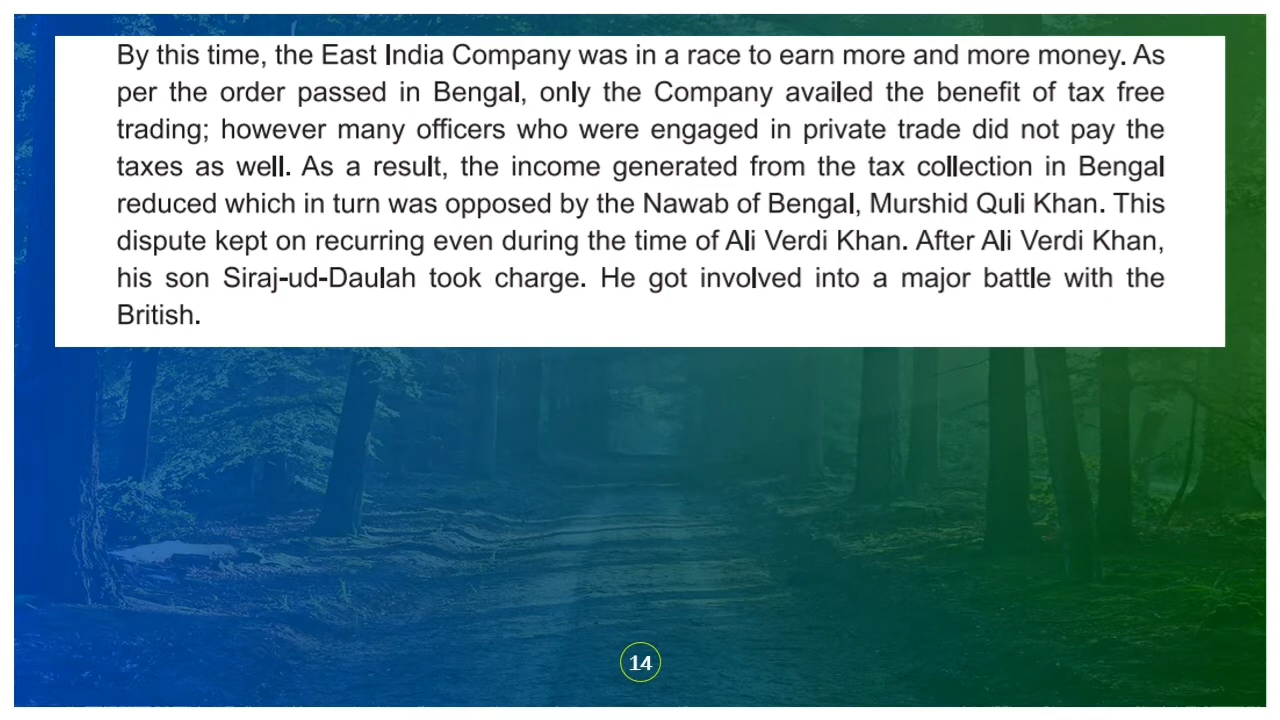 By this time, the East India Company was in a race to earn more and more money. As
per the order passed in Bengal, only the Company availed the benefit of tax free
trading; however many officers who were engaged in private trade did not pay the
taxes as well. As a result, the income generated from the tax collection in Bengal
reduced which in turn was opposed by the Nawab of Bengal, Murshid Quli Khan. This
dispute kept on recurring even during the time of Ali Verdi Khan. After Ali Verdi Khan,
his son Siraj-ud-Daulah took charge. He got involved into a major battle with the
British.
14